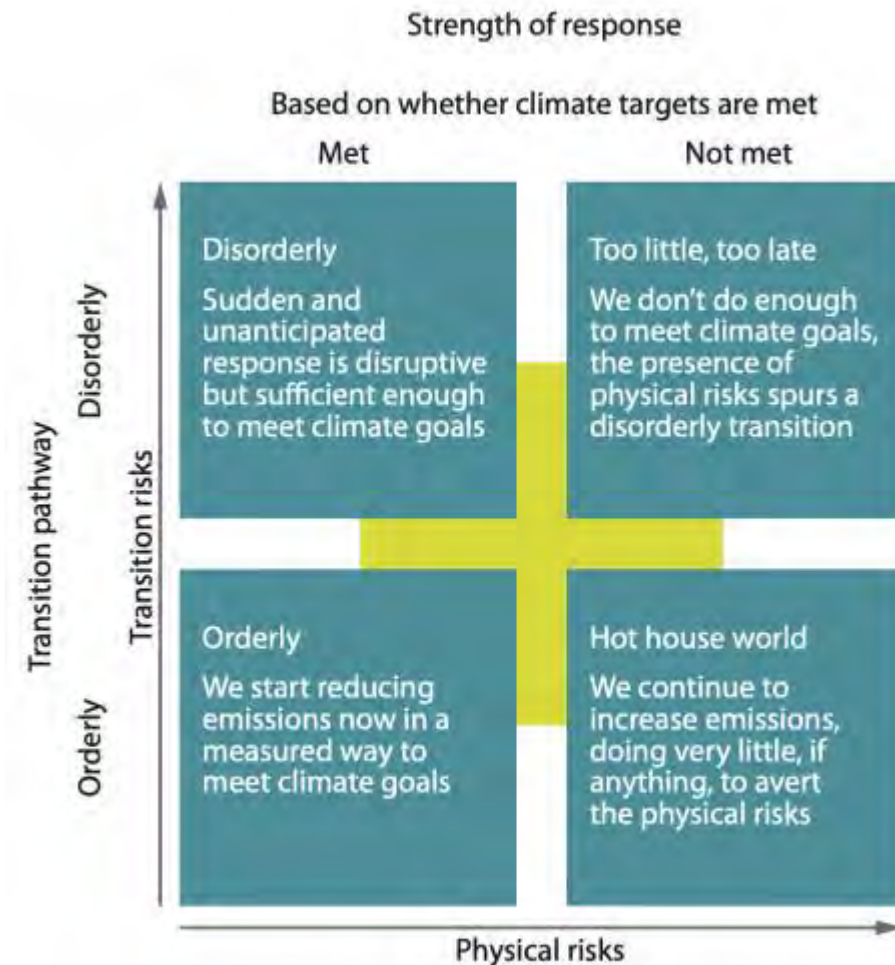 Strength of response
Based on whether climate targets are met
Met
Not met
Transition pathway
Disorderly
Orderly
Transition risks
Disorderly
Sudden and
unanticipated
response is disruptive
but sufficient enough
to meet climate goals
Too little, too late
We don’t do enough
to meet climate goals,
the presence of
physical risks spurs a
disorderly transition
Orderly
We start reducing
emissions now in a
measured way to
meet climate goals
Hot house world
We continue to
increase emissions,
doing very little, if
anything, to avert
the physical risks
Physical risks